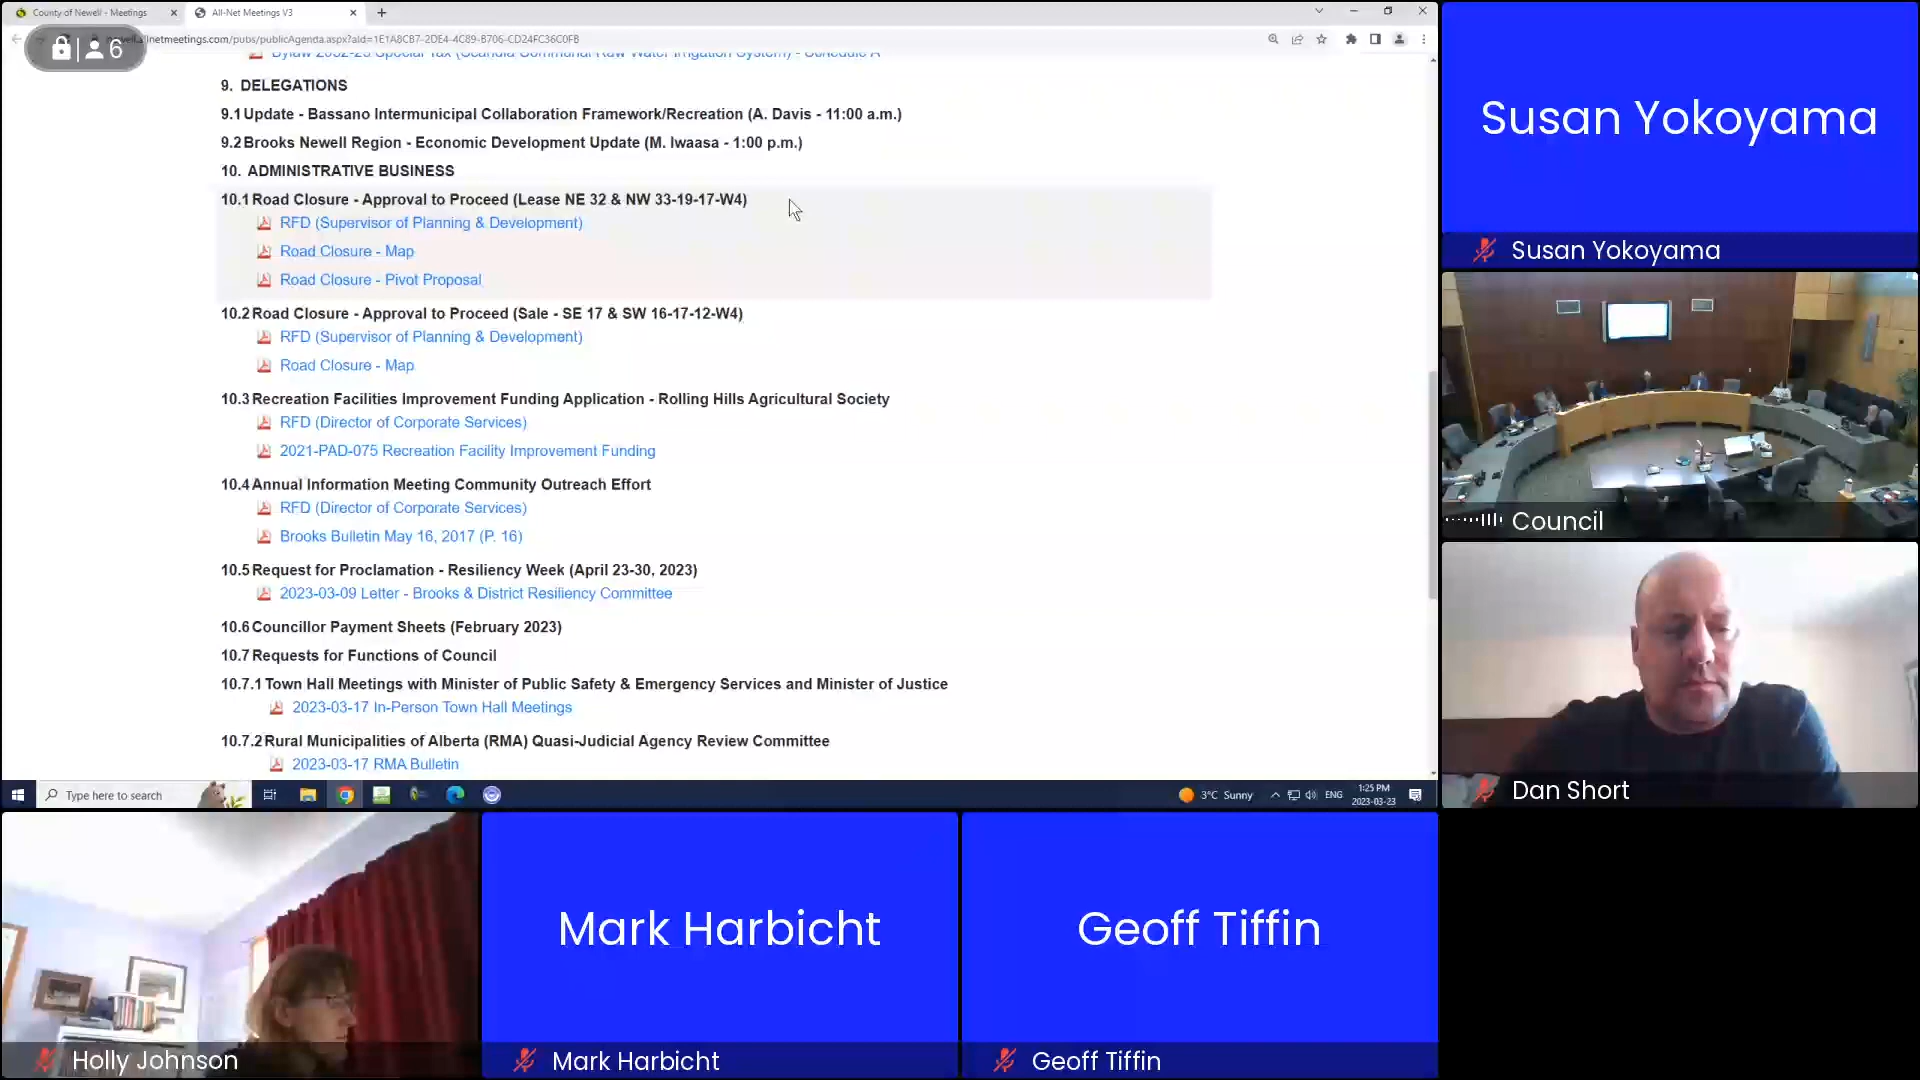 County of Newell - Meetings
All-Net Meetings V3
6
lnetmeetings.com/pubs/publicAgenda.aspx?aId=1E1A8CB7-2DE4-4C89-B706-CD24FC36C0FB
9. DELEGATIONS
9.1 Update - Bassano Intermunicipal Collaboration Framework/Recreation (A. Davis - 11:00 a.m.)
9.2 Brooks Newell Region - Economic Development Update (M. Iwaasa - 1:00 p.m.)
10. ADMINISTRATIVE BUSINESS
10.1 Road Closure - Approval to Proceed (Lease NE 32 & NW 33-19-17-W4)
RFD (Supervisor of Planning & Development)
Road Closure - Map
Road Closure - Pivot Proposal
10.2 Road Closure - Approval to Proceed (Sale - SE 17 & SW 16-17-12-W4)
RFD (Supervisor of Planning & Development)
Road Closure - Map
10.3 Recreation Facilities Improvement Funding Application - Rolling Hills Agricultural Society
RFD (Director of Corporate Services)
2021-PAD-075 Recreation Facility Improvement Funding
10.4 Annual Information Meeting Community Outreach Effort
RFD (Director of Corporate Services)
Brooks Bulletin May 16, 2017 (P. 16)
10.5 Request for Proclamation - Resiliency Week (April 23-30, 2023)
2023-03-09 Letter - Brooks & District Resiliency Committee
10.6 Councillor Payment Sheets (February 2023)
10.7 Requests for Functions of Council
10.7.1 Town Hall Meetings with Minister of Public Safety & Emergency Services and Minister of Justice
2023-03-17 In-Person Town Hall Meetings
10.7.2 Rural Municipalities of Alberta (RMA) Quasi-Judicial Agency Review Committee
2023-03-17 RMA Bulletin
Type here to search
3°C Sunny
ENG
1:25 PM
2023-03-23
Susan Yokoyama
Susan Yokoyama
Council
Dan Short
Holly Johnson
Mark Harbicht
Mark Harbicht
Geoff Tiffin
Geoff Tiffin